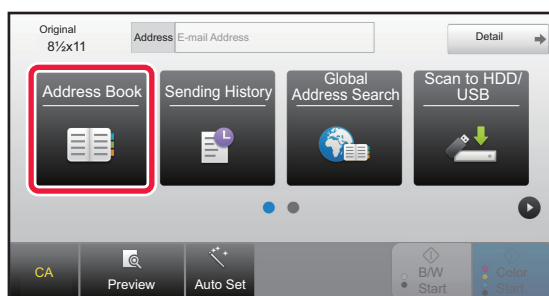 Original
8½x11
Address
E-mail Address
Detail
Address Book
Sending History
Global
Address Search
Scan to HDD/
USB
CA
Preview
Auto Set
B/W
Start
Color
Start